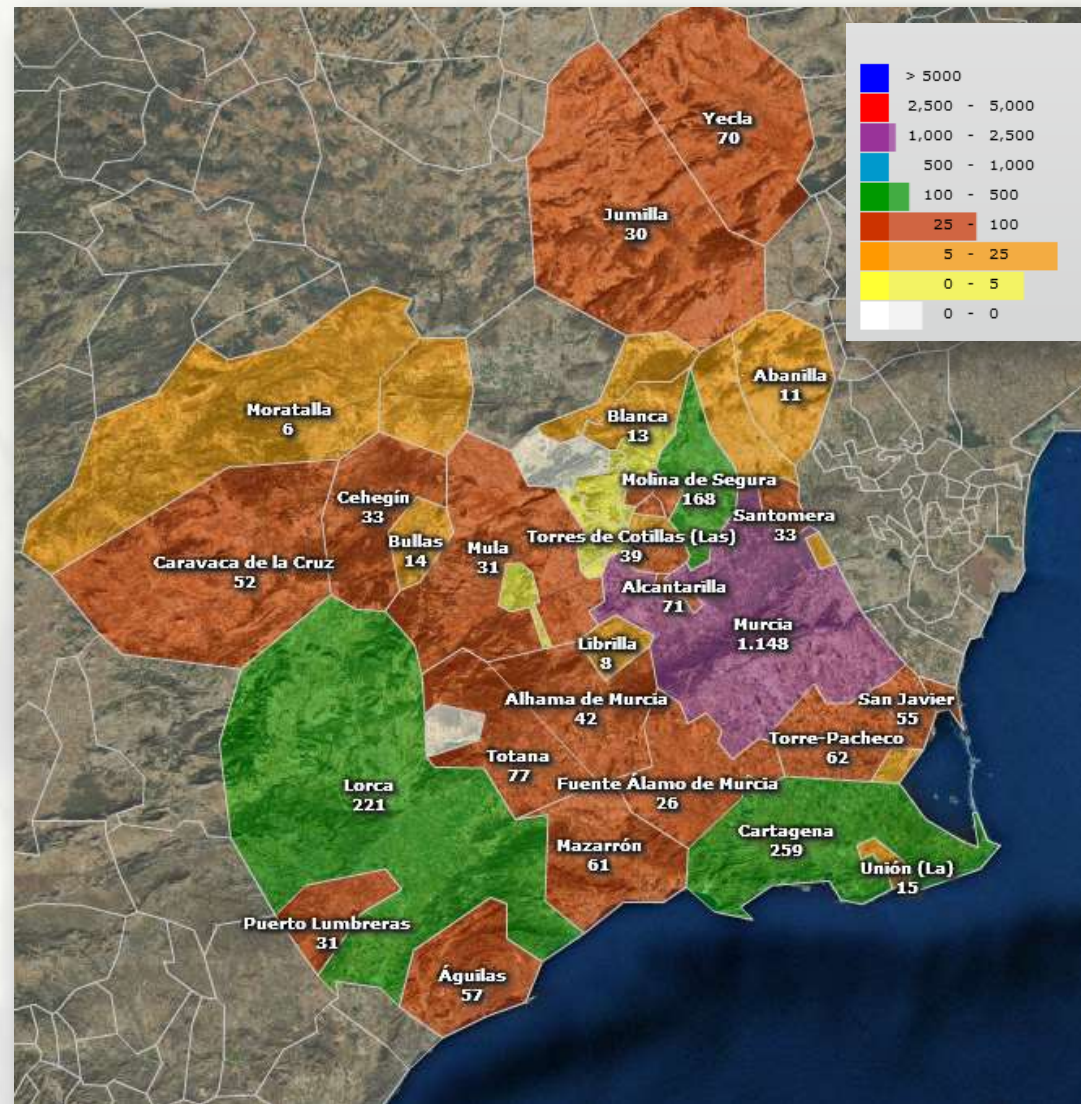 > 5000
2,500 - 5,000
1,000 - 2,500
500 - 1,000
100 - 500
25 - 100
5 - 25
0 - 5
0 - 0
Yecla
70
Jumilla
30
Abanilla
11
Moratalla
6
Blanca
13
Molina de Segura
168
Cehegín
33
Santomera
33
Bullas
14
Mula
31
Torres de Cotillas (Las)
39
Caravaca de la Cruz
52
Alcantarilla
71
Murcia
1.148
Librilla
8
Alhama de Murcia
42
San Javier
55
Torre-Pacheco
62
Totana
77
Fuente Álamo de Murcia
26
Lorca
221
Cartagena
259
Mazarrón
61
Unión (La)
15
Puerto Lumbreras
31
Águilas
57